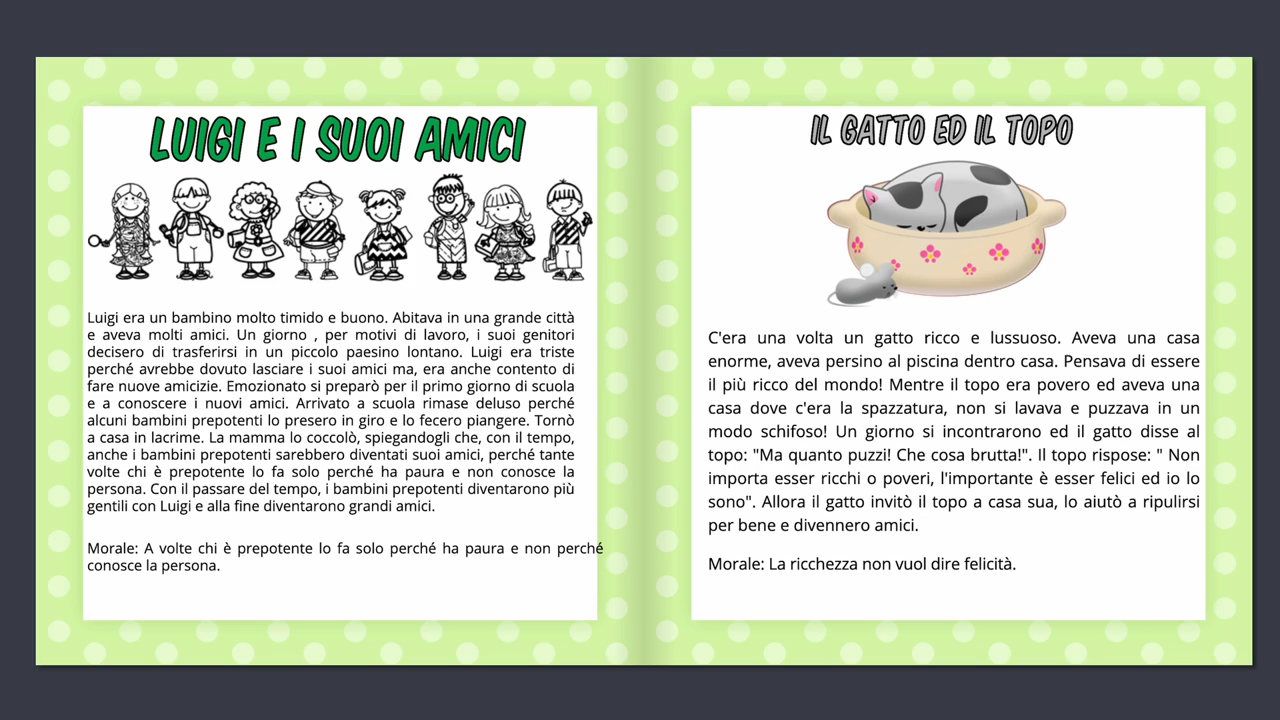 LUIGI E I SUOI AMICI
Luigi era un bambino molto timido e buono. Abitava in una grande città
e aveva molti amici. Un giorno , per motivi di lavoro, i suoi genitori
decisero di trasferirsi in un piccolo paesino lontano. Luigi era triste
perché avrebbe dovuto lasciare i suoi amici ma, era anche contento di
fare nuove amicizie. Emozionato si preparò per il primo giorno di scuola
e a conoscere i nuovi amici. Arrivato a scuola rimase deluso perché
alcuni bambini prepotenti lo presero in giro e lo fecero piangere. Tornò
a casa in lacrime. La mamma lo coccolò, spiegandogli che, con il tempo,
anche i bambini prepotenti sarebbero diventati suoi amici, perché tante
volte chi è prepotente lo fa solo perché ha paura e non conosce la
persona. Con il passare del tempo, i bambini prepotenti diventarono più
gentili con Luigi e alla fine diventarono grandi amici.
Morale: A volte chi è prepotente lo fa solo perché ha paura e non perché
conosce la persona.
IL GATTO ED IL TOPO
C'era una volta un gatto ricco e lussuoso. Aveva una casa
enorme, aveva persino al piscina dentro casa. Pensava di essere
il più ricco del mondo! Mentre il topo era povero ed aveva una
casa dove c'era la spazzatura, non si lavava e puzzava in un
modo schifoso! Un giorno si incontrarono ed il gatto disse al
topo: "Ma quanto puzzi! Che cosa brutta!". Il topo rispose: " Non
importa esser ricchi o poveri, l'importante è esser felici ed io lo
sono". Allora il gatto invitò il topo a casa sua, lo aiutò a ripulirsi
per bene e divennero amici.
Morale: La ricchezza non vuol dire felicità.